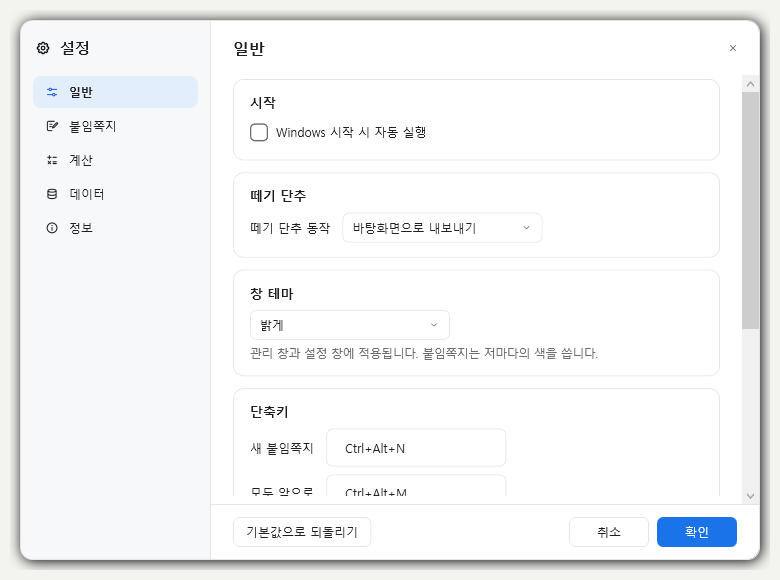 설정
일반
붙임쪽지
계산
데이터
정보
일반
시작
Windows 시작 시 자동 실행
떼기 단추
떼기 단추 동작 바탕화면으로 내보내기
창 테마
밝게
관리 창과 설정 창에 적용됩니다. 붙임쪽지는 저마다의 색을 씁니다.
단축키
새 붙임쪽지 Ctrl+Alt+N
모두 앞으로 Ctrl+Alt+M
기본값으로 되돌리기 취소 확인